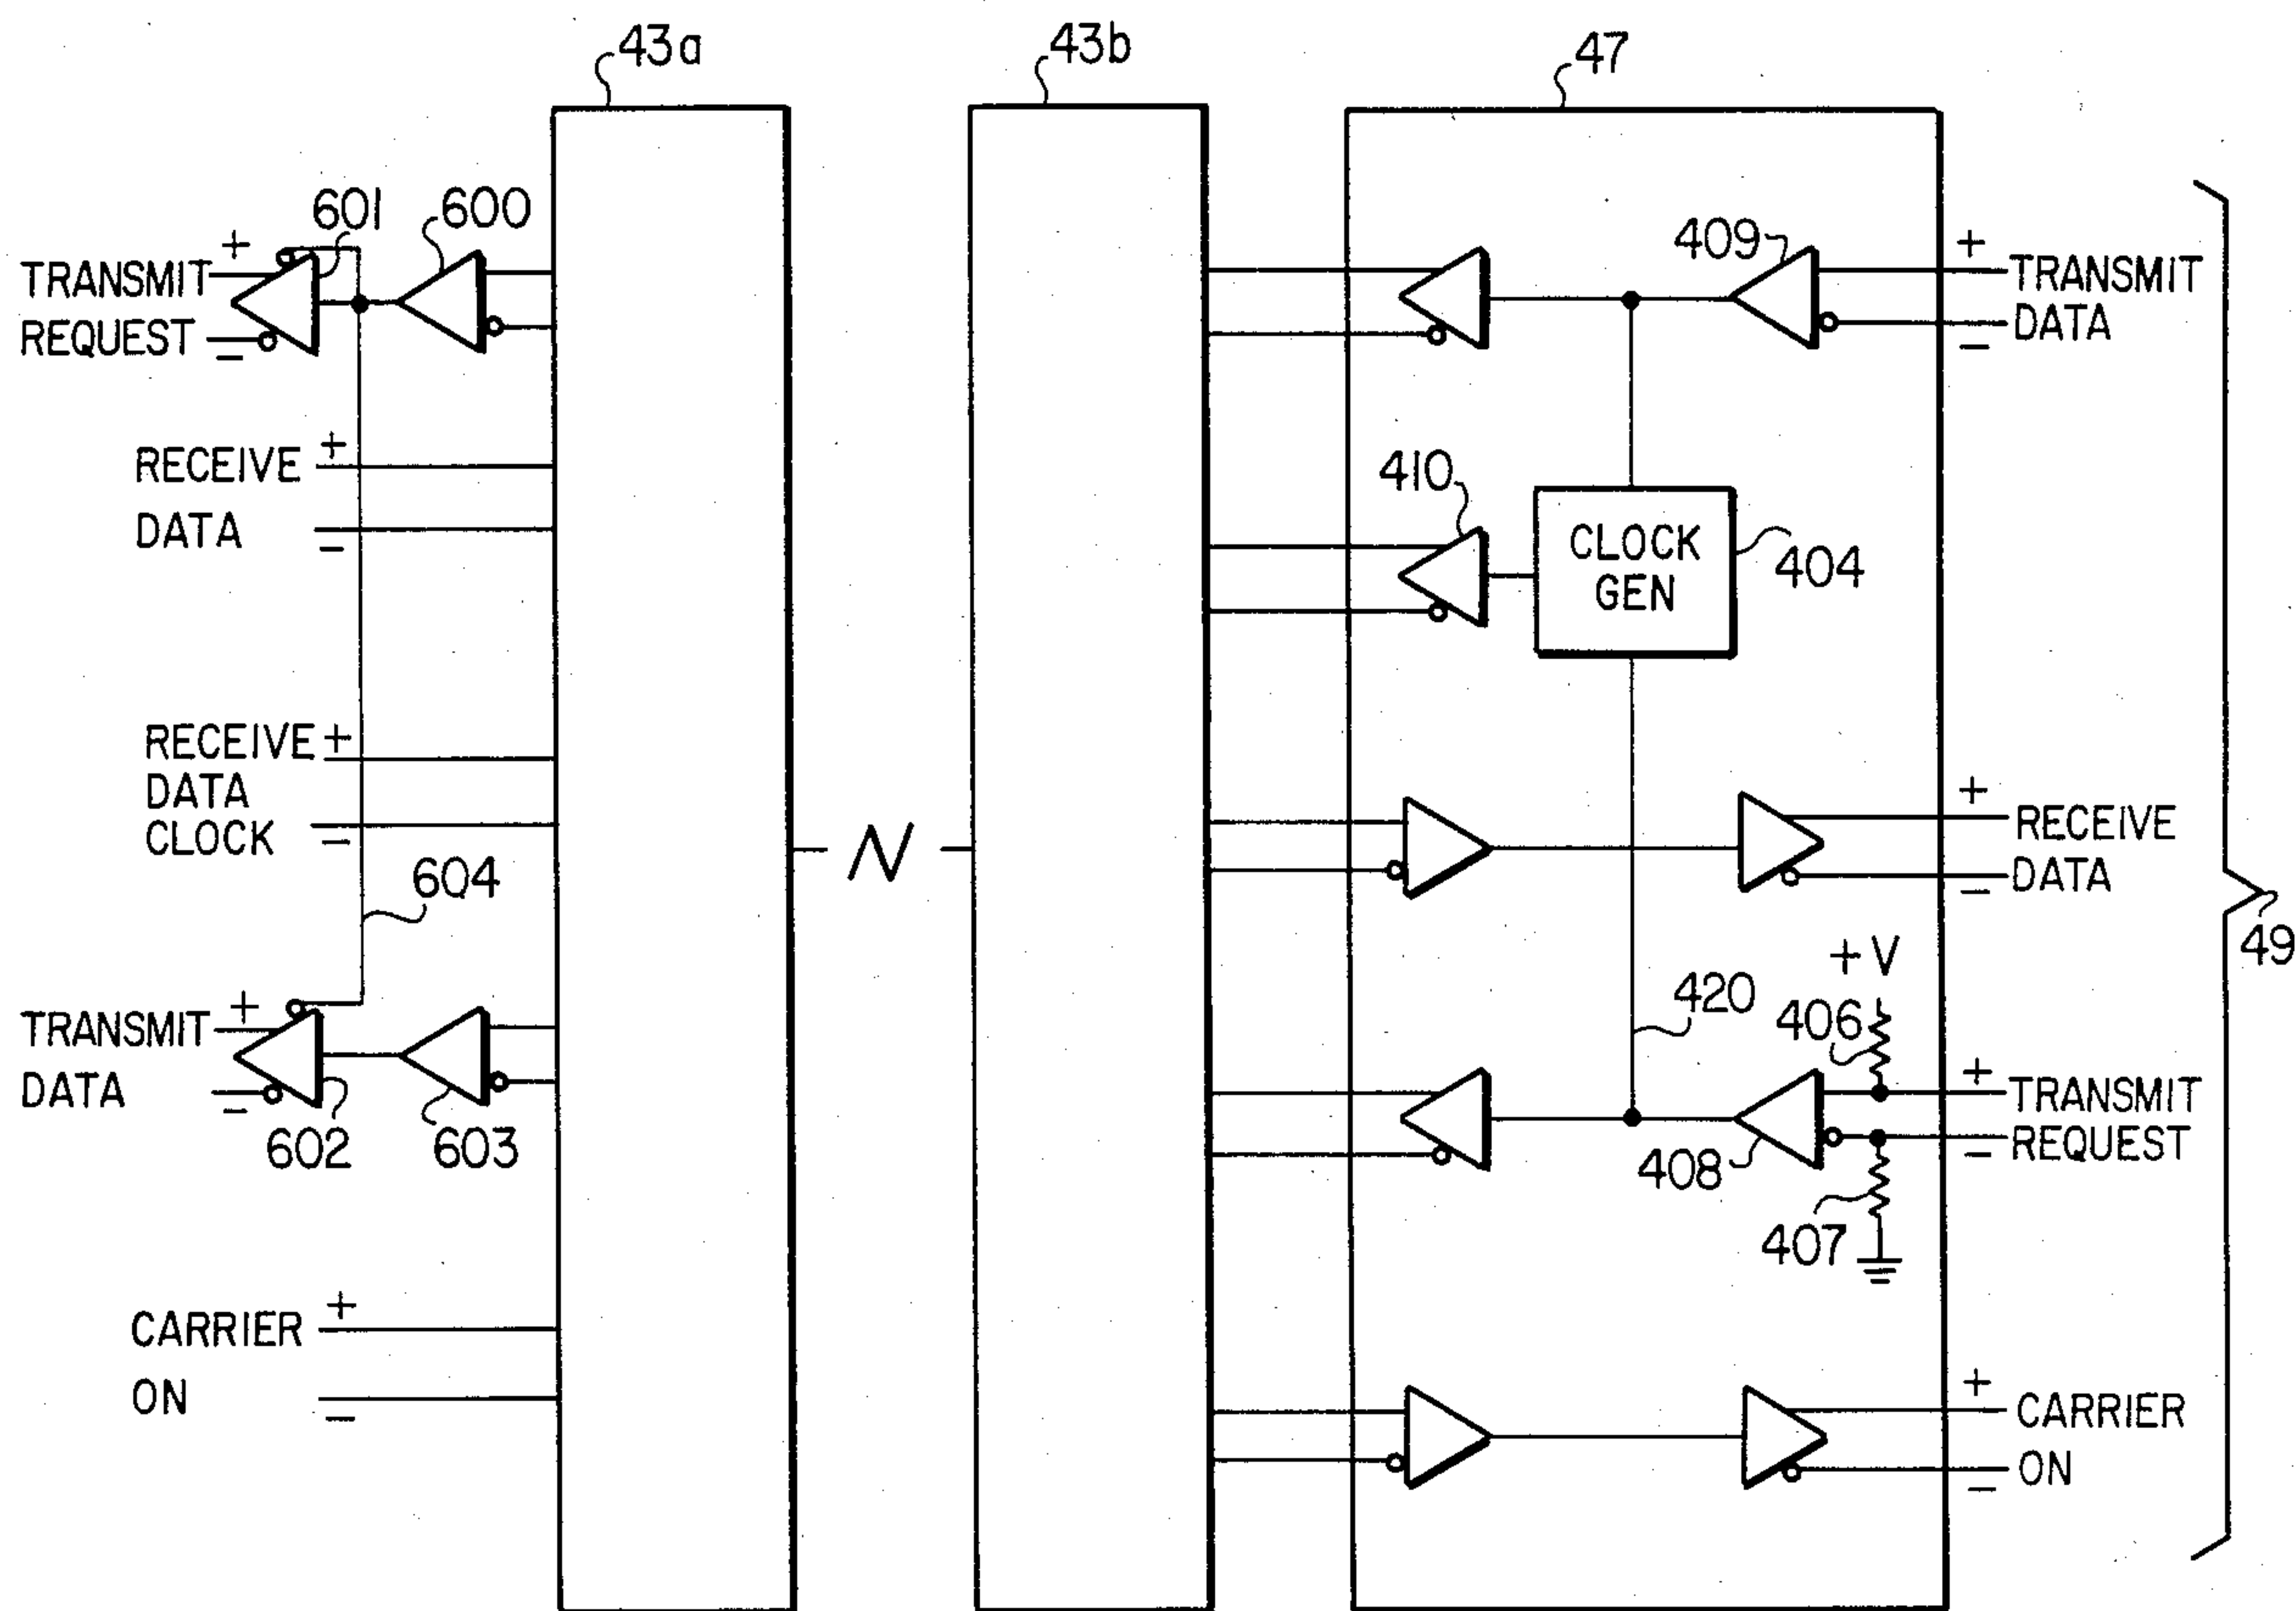 43a
43b
47
601
600
TRANSMIT +
REQUEST −
409
+ TRANSMIT
− DATA
RECEIVE +
DATA −
410
CLOCK
GEN
404
RECEIVE +
DATA
CLOCK −
604
+ RECEIVE
− DATA
49
+V
420
406
TRANSMIT +
DATA −
602
603
+ TRANSMIT
− REQUEST
408
407
CARRIER +
ON −
+ CARRIER
− ON